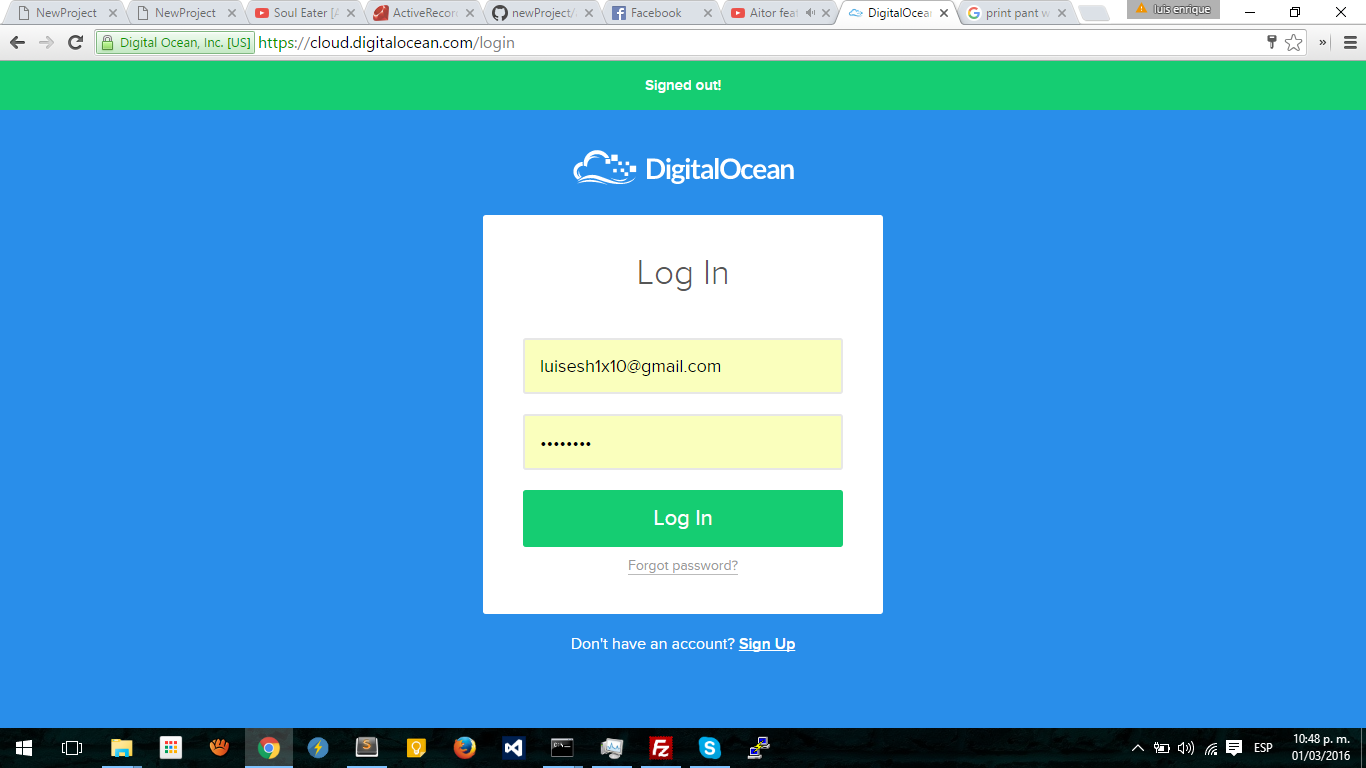 NewProject
NewProject
Soul Eater [A
ActiveRecor
newProject/
Facebook
Aitor feat
DigitalOcean
print pant w
luis enrique
Digital Ocean, Inc. [US]
https://cloud.digitalocean.com/login
»
Signed out!
DigitalOcean
Log In
luisesh1x10@gmail.com
••••••••
Log In
Forgot password?
Don't have an account? Sign Up
ESP
10:48 p. m.
01/03/2016